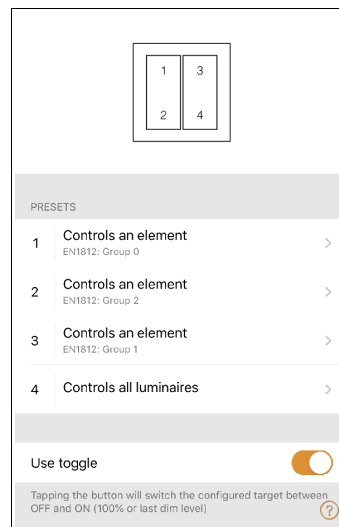 1 3
2 4
PRESETS
1 Controls an element
EN1812: Group 0
2 Controls an element
EN1812: Group 2
3 Controls an element
EN1812: Group 1
4 Controls all luminaires
Use toggle
Tapping the button will switch the configured target between
OFF and ON (100% or last dim level)
?